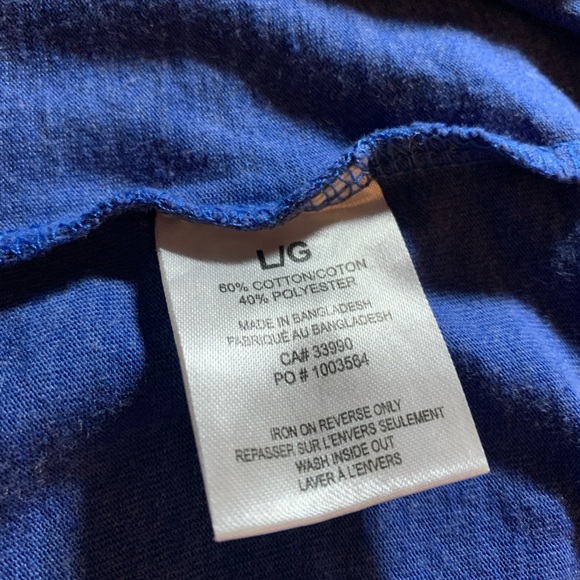 L/G
60% COTTON/COTON
40% POLYESTER
MADE IN BANGLADESH
FABRIQUÉ AU BANGLADESH
CA# 33990
PO # 1003564
IRON ON REVERSE ONLY
REPASSER SUR L'ENVERS SEULEMENT
WASH INSIDE OUT
LAVER À L'ENVERS